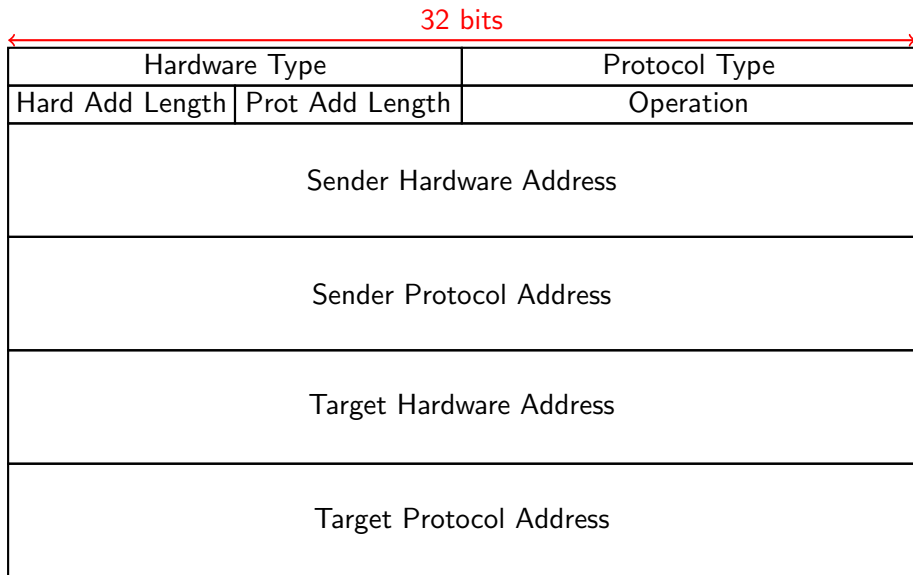 32 bits
Hardware Type Protocol Type
Hard Add Length Prot Add Length Operation
Sender Hardware Address
Sender Protocol Address
Target Hardware Address
Target Protocol Address